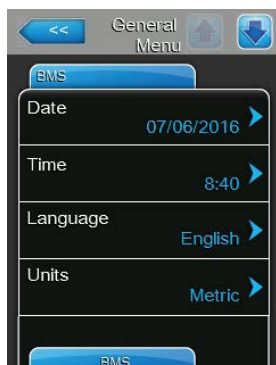 <<
General
Menu
BMS
Date
07/06/2016
Time
8:40
Language
English
Units
Metric
BMS